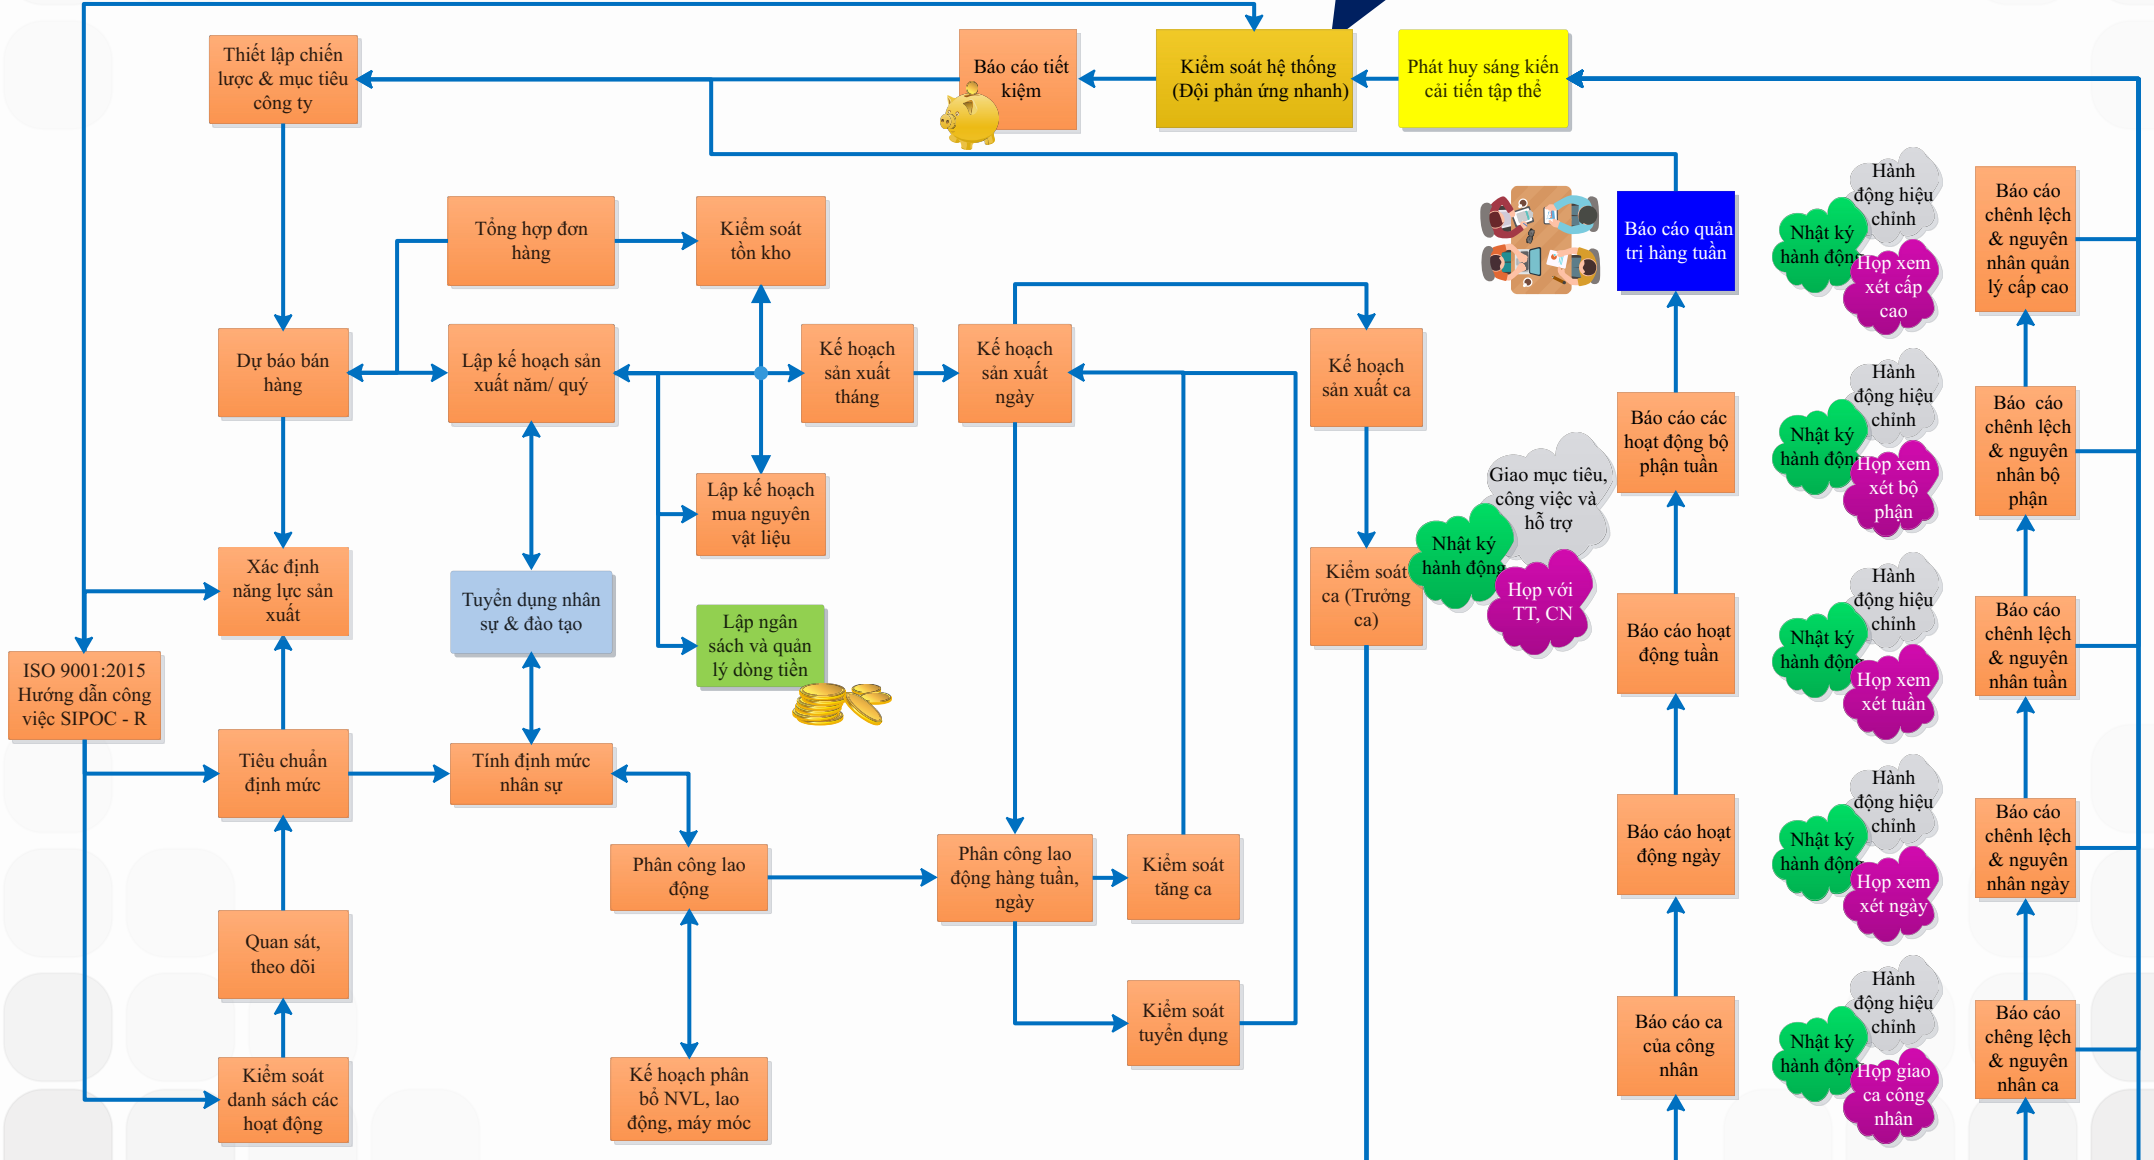 Thiết lập chiến
lược & mục tiêu
công ty
Báo cáo tiết
kiệm
Kiểm soát hệ thống
(Đội phản ứng nhanh)
Phát huy sáng kiến
cải tiến tập thể
Tổng hợp đơn
hàng
Kiểm soát
tồn kho
Dự báo bán
hàng
Lập kế hoạch sản
xuất năm/ quý
Kế hoạch
sản xuất
tháng
Kế hoạch
sản xuất
ngày
Kế hoạch
sản xuất ca
Lập kế hoạch
mua nguyên
vật liệu
Xác định
năng lực sản
xuất
Tuyển dụng nhân
sự & đào tạo
Lập ngân
sách và quản
lý dòng tiền
Kiểm soát
ca (Trưởng
ca)
Giao mục tiêu,
công việc và
hỗ trợ
Nhật ký
hành động
Họp với
TT, CN
ISO 9001:2015
Hướng dẫn công
việc SIPOC - R
Tiêu chuẩn
định mức
Tính định mức
nhân sự
Phân công lao
động
Phân công lao
động hàng tuần,
ngày
Kiểm soát
tăng ca
Quan sát,
theo dõi
Kiểm soát
tuyển dụng
Kiểm soát
danh sách các
hoạt động
Kế hoạch phân
bổ NVL, lao
động, máy móc
Báo cáo quản
trị hàng tuần
Hành
động hiệu
chỉnh
Nhật ký
hành động
Họp xem
xét cấp
cao
Báo cáo
chênh lệch
& nguyên
nhân quản
lý cấp cao
Báo cáo các
hoạt động bộ
phận tuần
Hành
động hiệu
chỉnh
Nhật ký
hành động
Họp xem
xét bộ
phận
Báo cáo
chênh lệch
& nguyên
nhân bộ
phận
Báo cáo hoạt
động tuần
Hành
động hiệu
chỉnh
Nhật ký
hành động
Họp xem
xét tuần
Báo cáo
chênh lệch
& nguyên
nhân tuần
Báo cáo hoạt
động ngày
Hành
động hiệu
chỉnh
Nhật ký
hành động
Họp xem
xét ngày
Báo cáo
chênh lệch
& nguyên
nhân ngày
Báo cáo ca
của công
nhân
Hành
động hiệu
chỉnh
Nhật ký
hành động
Họp giao
ca công
nhân
Báo cáo
chêng lệch
& nguyên
nhân ca